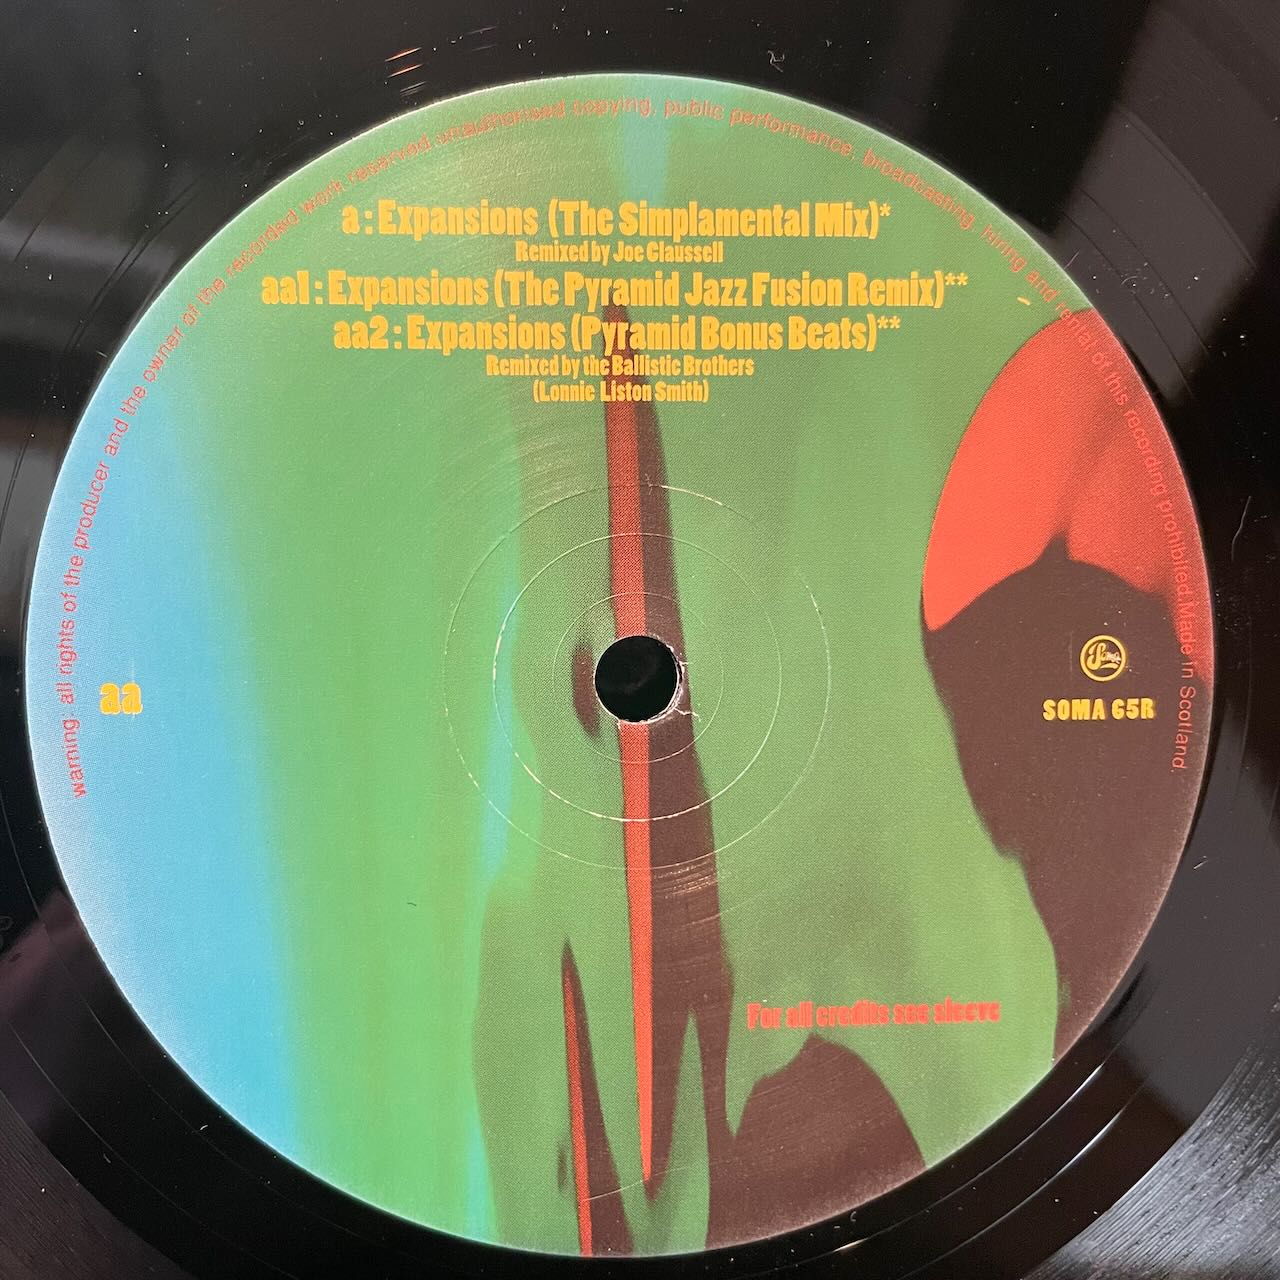 warning: all rights of the producer and the owner of the recorded work reserved unauthorised copying, public performance, broadcasting, hiring and rental of this recording prohibited Made in Scotland.
a : Expansions (The Simplamental Mix)*
Remixed by Joe Claussell
aa1 : Expansions (The Pyramid Jazz Fusion Remix)**
aa2 : Expansions (Pyramid Bonus Beats)**
Remixed by the Ballistic Brothers
(Lonnie Liston Smith)
aa
Soma
SOMA 65R
For all credits see sleeve